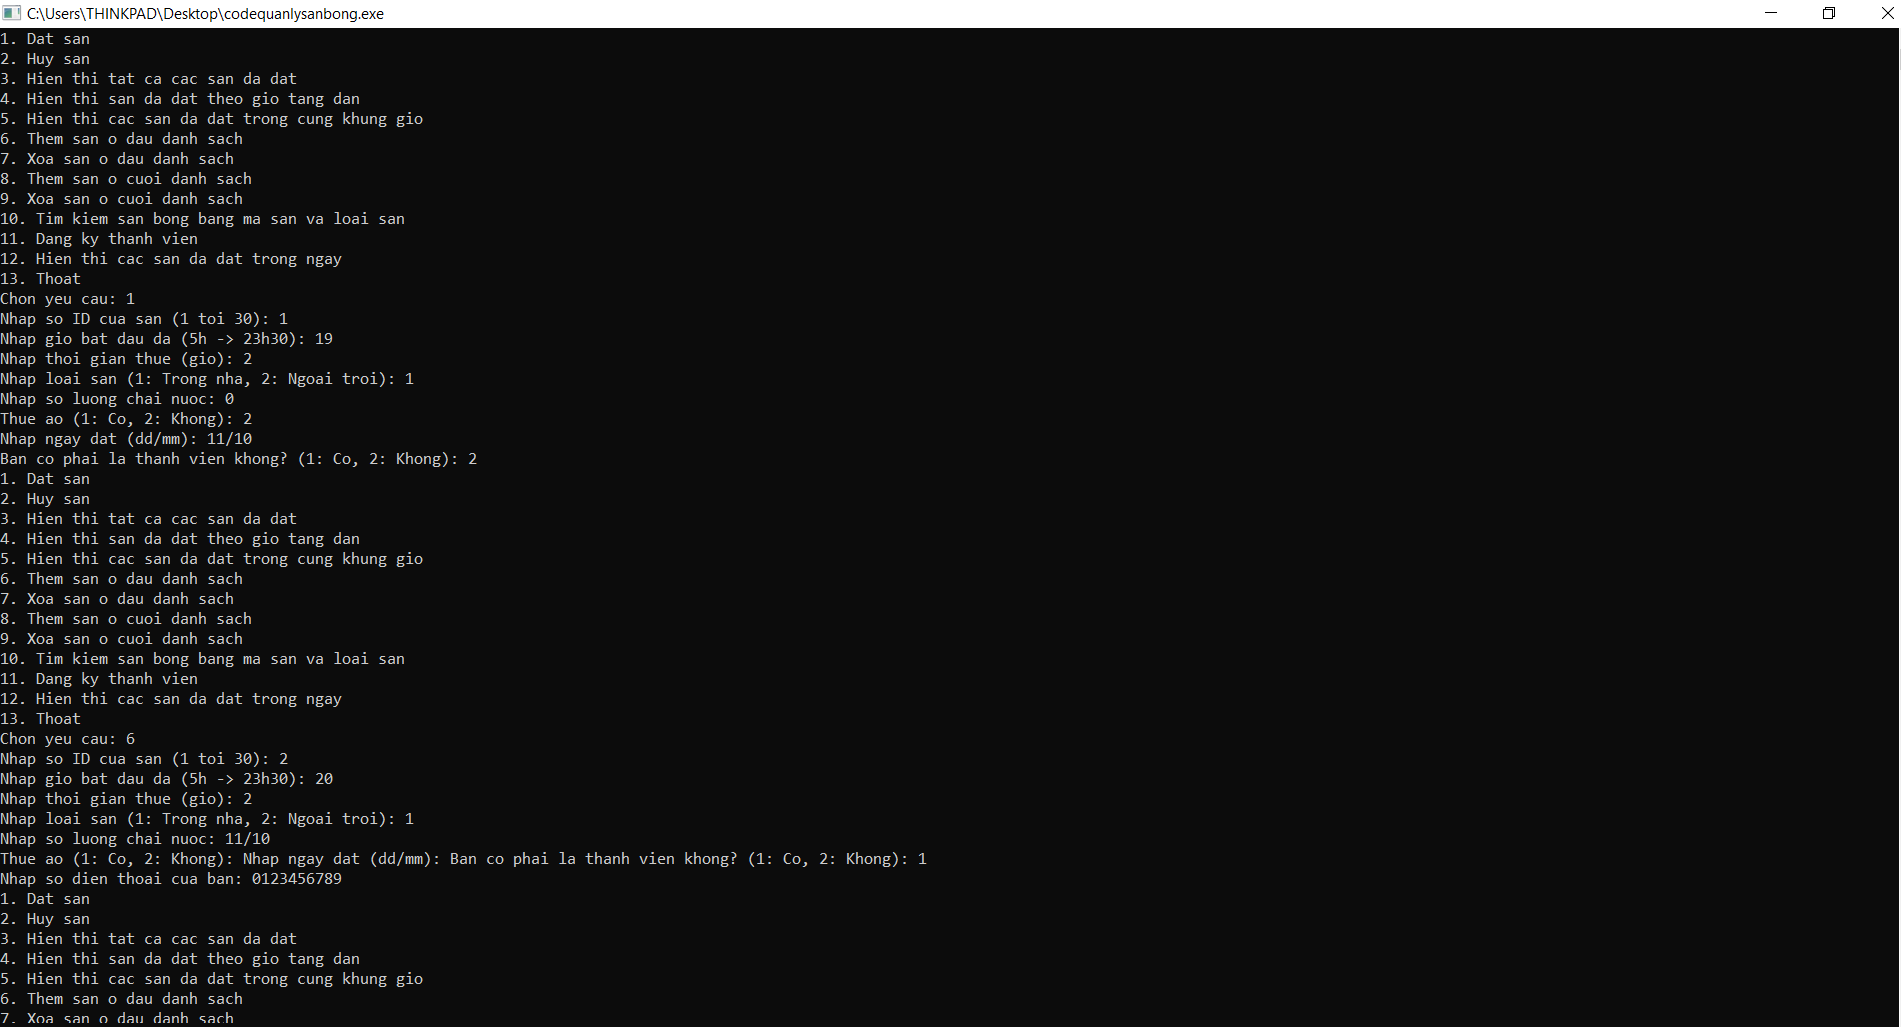 C:\Users\THINKPAD\Desktop\codequanlysanbong.exe
1. Dat san
2. Huy san
3. Hien thi tat ca cac san da dat
4. Hien thi san da dat theo gio tang dan
5. Hien thi cac san da dat trong cung khung gio
6. Them san o dau danh sach
7. Xoa san o dau danh sach
8. Them san o cuoi danh sach
9. Xoa san o cuoi danh sach
10. Tim kiem san bong bang ma san va loai san
11. Dang ky thanh vien
12. Hien thi cac san da dat trong ngay
13. Thoat
Chon yeu cau: 1
Nhap so ID cua san (1 toi 30): 1
Nhap gio bat dau da (5h -> 23h30): 19
Nhap thoi gian thue (gio): 2
Nhap loai san (1: Trong nha, 2: Ngoai troi): 1
Nhap so luong chai nuoc: 0
Thue ao (1: Co, 2: Khong): 2
Nhap ngay dat (dd/mm): 11/10
Ban co phai la thanh vien khong? (1: Co, 2: Khong): 2
1. Dat san
2. Huy san
3. Hien thi tat ca cac san da dat
4. Hien thi san da dat theo gio tang dan
5. Hien thi cac san da dat trong cung khung gio
6. Them san o dau danh sach
7. Xoa san o dau danh sach
8. Them san o cuoi danh sach
9. Xoa san o cuoi danh sach
10. Tim kiem san bong bang ma san va loai san
11. Dang ky thanh vien
12. Hien thi cac san da dat trong ngay
13. Thoat
Chon yeu cau: 6
Nhap so ID cua san (1 toi 30): 2
Nhap gio bat dau da (5h -> 23h30): 20
Nhap thoi gian thue (gio): 2
Nhap loai san (1: Trong nha, 2: Ngoai troi): 1
Nhap so luong chai nuoc: 11/10
Thue ao (1: Co, 2: Khong): Nhap ngay dat (dd/mm): Ban co phai la thanh vien khong? (1: Co, 2: Khong): 1
Nhap so dien thoai cua ban: 0123456789
1. Dat san
2. Huy san
3. Hien thi tat ca cac san da dat
4. Hien thi san da dat theo gio tang dan
5. Hien thi cac san da dat trong cung khung gio
6. Them san o dau danh sach
7. Xoa san o dau danh sach